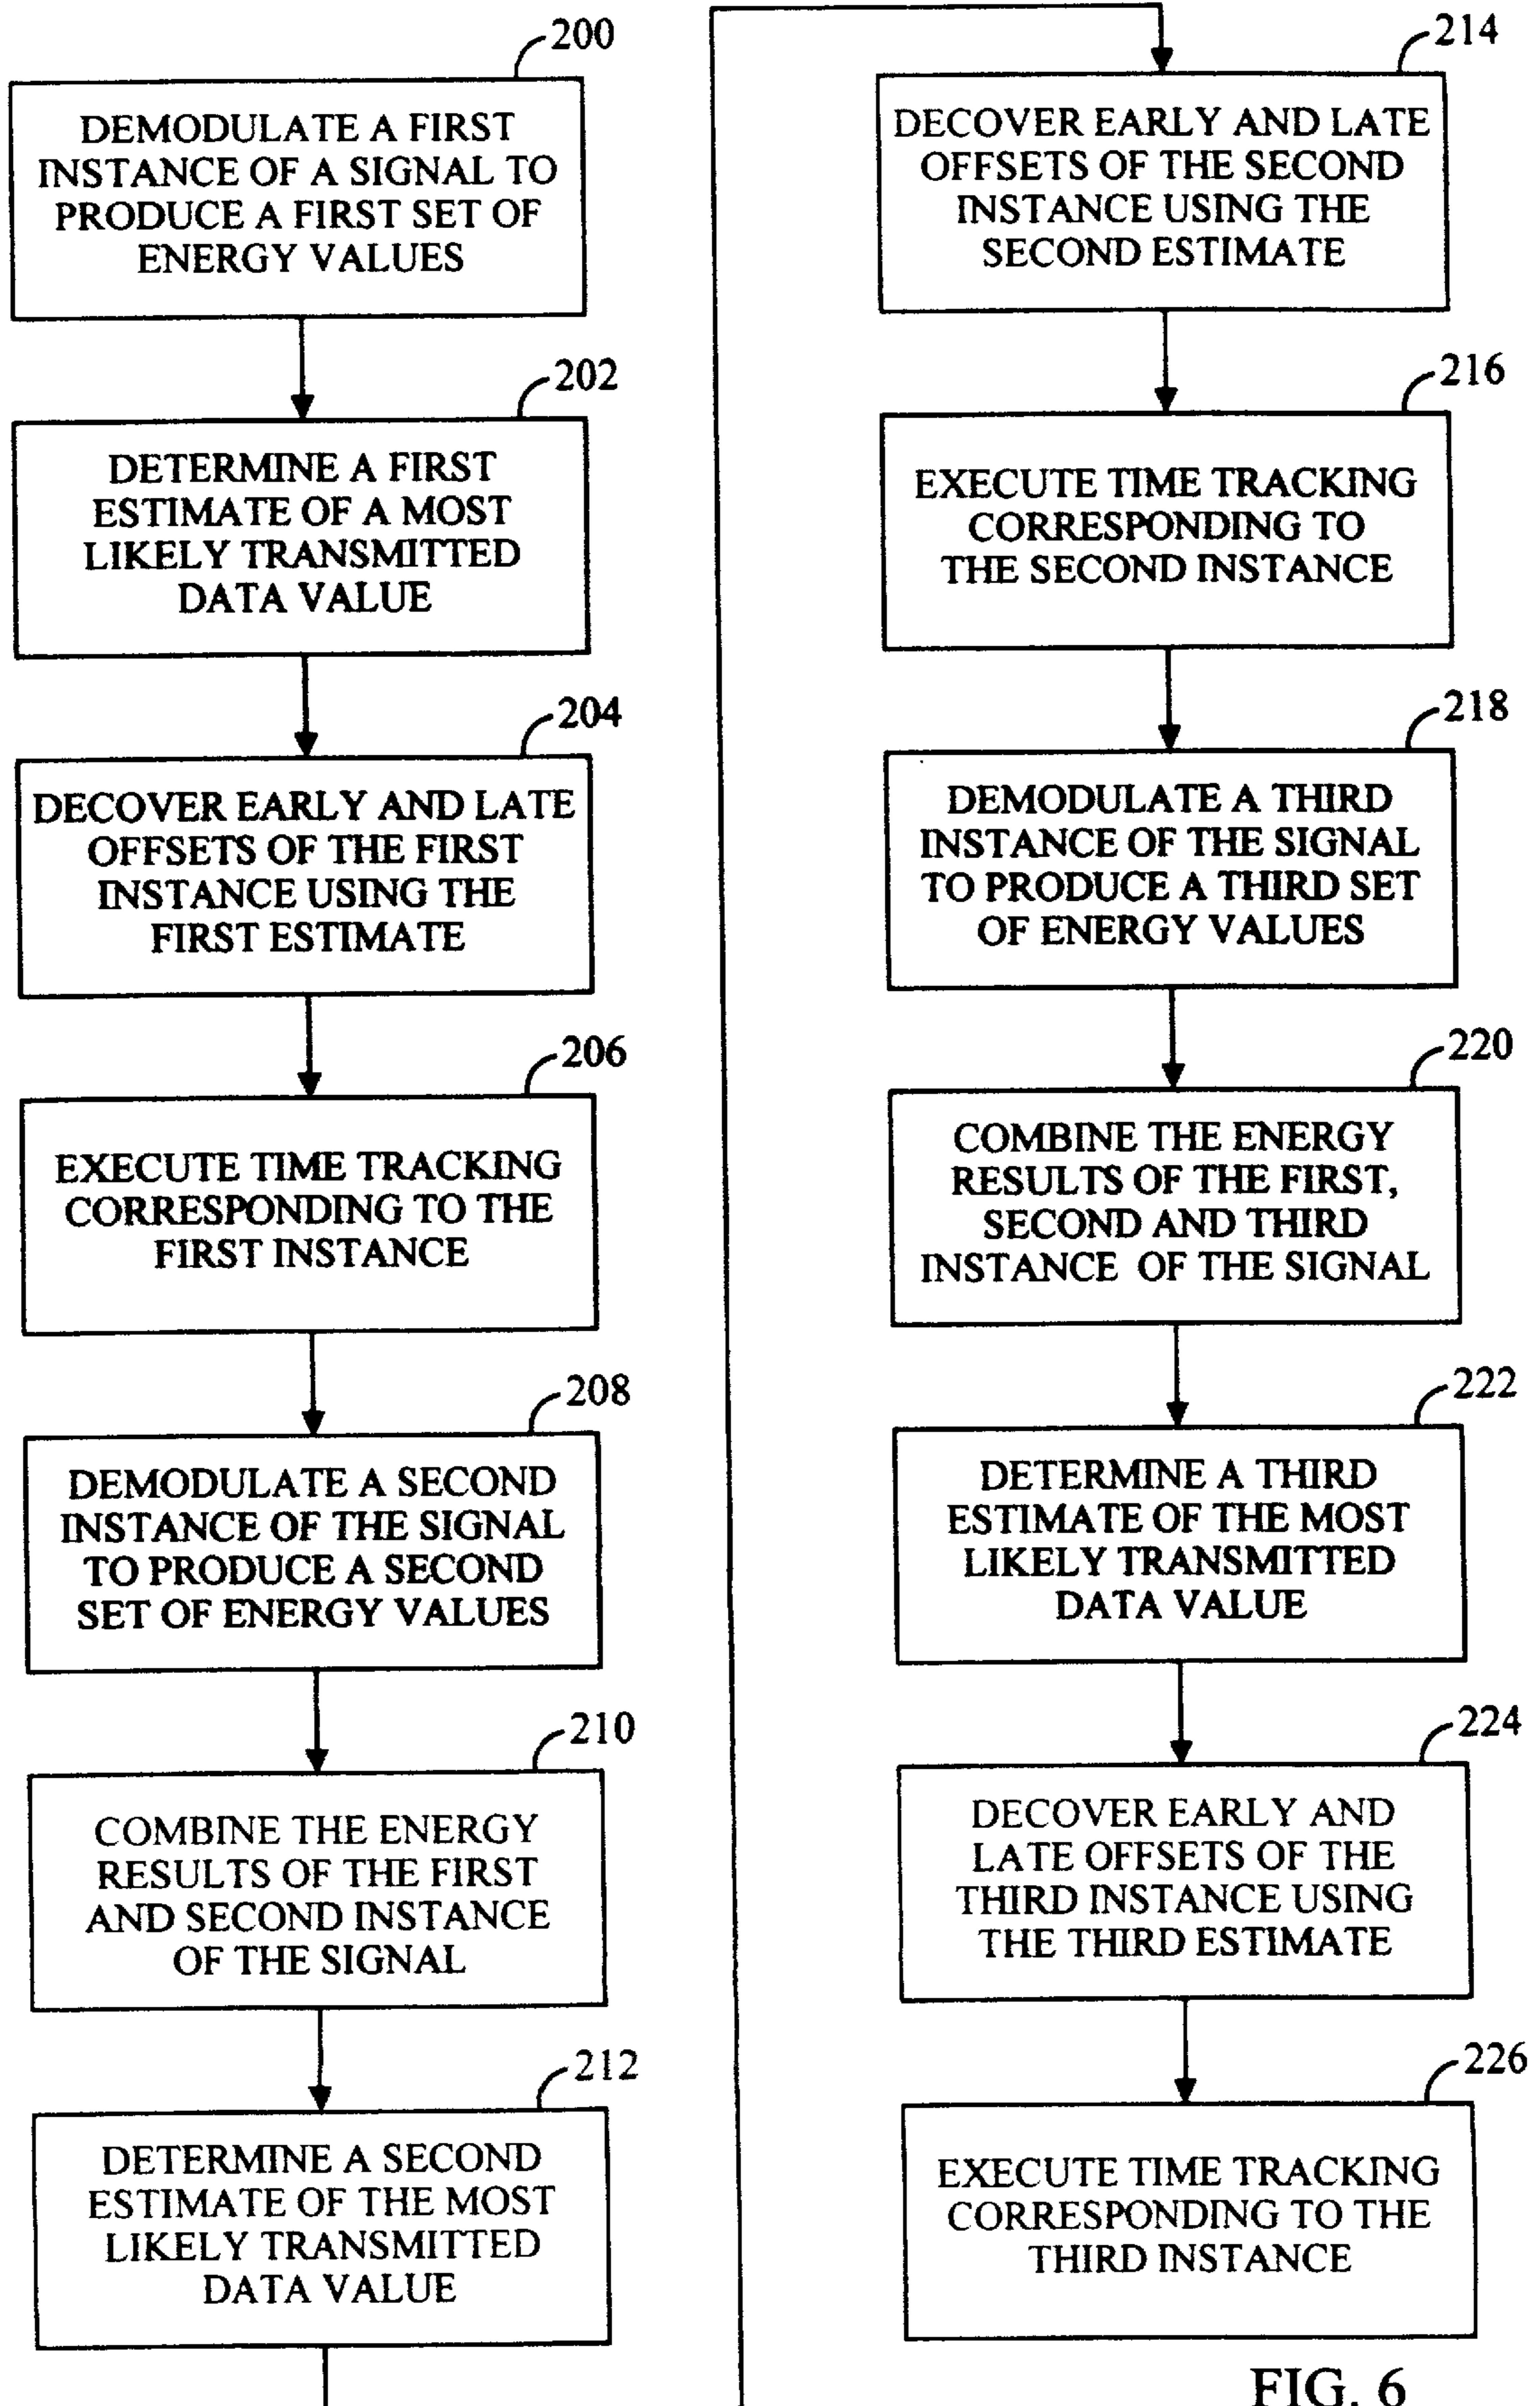 200
DEMODULATE A FIRST
INSTANCE OF A SIGNAL TO
PRODUCE A FIRST SET OF
ENERGY VALUES
202
DETERMINE A FIRST
ESTIMATE OF A MOST
LIKELY TRANSMITTED
DATA VALUE
204
DECOVER EARLY AND LATE
OFFSETS OF THE FIRST
INSTANCE USING THE
FIRST ESTIMATE
206
EXECUTE TIME TRACKING
CORRESPONDING TO THE
FIRST INSTANCE
208
DEMODULATE A SECOND
INSTANCE OF THE SIGNAL
TO PRODUCE A SECOND
SET OF ENERGY VALUES
210
COMBINE THE ENERGY
RESULTS OF THE FIRST
AND SECOND INSTANCE
OF THE SIGNAL
212
DETERMINE A SECOND
ESTIMATE OF THE MOST
LIKELY TRANSMITTED
DATA VALUE
214
DECOVER EARLY AND LATE
OFFSETS OF THE SECOND
INSTANCE USING THE
SECOND ESTIMATE
216
EXECUTE TIME TRACKING
CORRESPONDING TO
THE SECOND INSTANCE
218
DEMODULATE A THIRD
INSTANCE OF THE SIGNAL
TO PRODUCE A THIRD SET
OF ENERGY VALUES
220
COMBINE THE ENERGY
RESULTS OF THE FIRST,
SECOND AND THIRD
INSTANCE OF THE SIGNAL
222
DETERMINE A THIRD
ESTIMATE OF THE MOST
LIKELY TRANSMITTED
DATA VALUE
224
DECOVER EARLY AND
LATE OFFSETS OF THE
THIRD INSTANCE USING
THE THIRD ESTIMATE
226
EXECUTE TIME TRACKING
CORRESPONDING TO THE
THIRD INSTANCE
FIG. 6